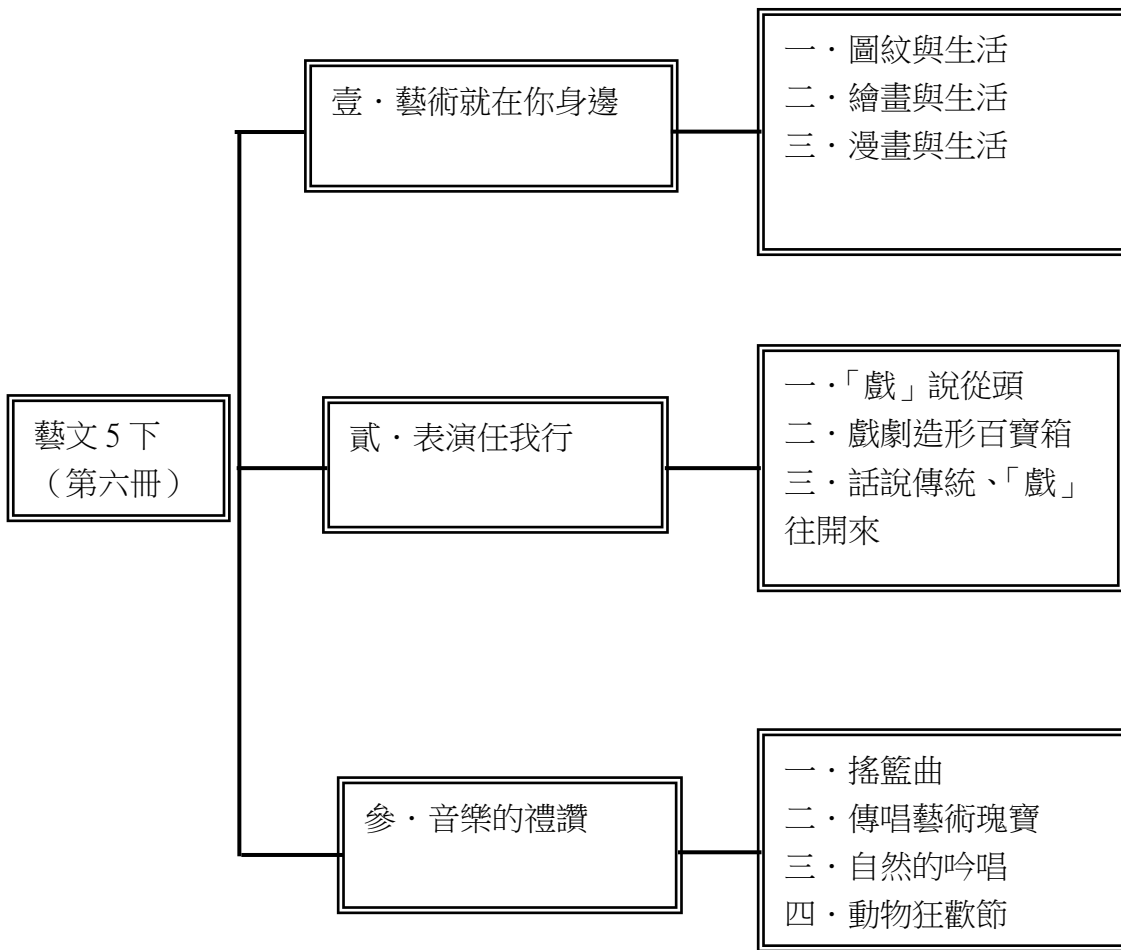 藝文5下
（第六冊）
壹．藝術就在你身邊
一．圖紋與生活
二．繪畫與生活
三．漫畫與生活
貳．表演任我行
一．「戲」說從頭
二．戲劇造形百寶箱
三．話說傳統、「戲」
往開來
參．音樂的禮讚
一．搖籃曲
二．傳唱藝術瑰寶
三．自然的吟唱
四．動物狂歡節